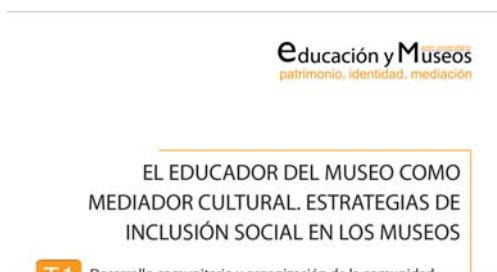 educación y Museos
patrimonio, identidad, mediación
EL EDUCADOR DEL MUSEO COMO
MEDIADOR CULTURAL. ESTRATEGIAS DE
INCLUSIÓN SOCIAL EN LOS MUSEOS
Desarrollo comunitario y organización de la comunidad